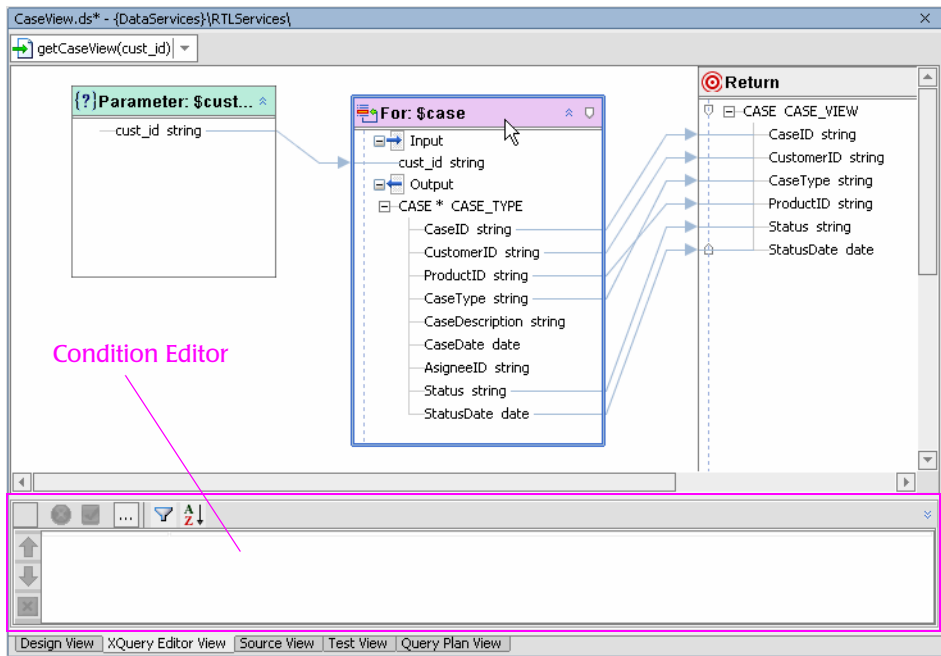 CaseView.ds* - {DataServices}\RTLServices\
getCaseView(cust_id)
{?}Parameter: $cust...
cust_id string
For: $case
Input
cust_id string
Output
CASE * CASE_TYPE
CaseID string
CustomerID string
ProductID string
CaseType string
CaseDescription string
CaseDate date
AsigneeID string
Status string
StatusDate date
Return
CASE CASE_VIEW
CaseID string
CustomerID string
CaseType string
ProductID string
Status string
StatusDate date
Condition Editor
...
A
Z
Design View XQuery Editor View Source View Test View Query Plan View